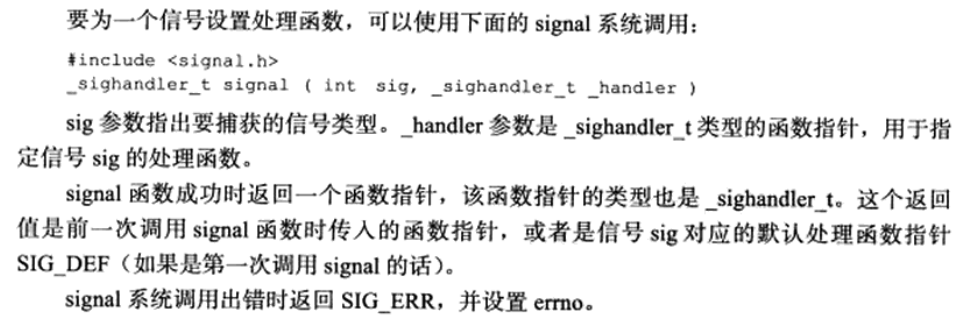 要为一个信号设置处理函数，可以使用下面的 signal 系统调用：
#include <signal.h>
_sighandler_t signal ( int sig, _sighandler_t _handler )
sig 参数指出要捕获的信号类型。_handler 参数是 _sighandler_t 类型的函数指针，用于指
定信号 sig 的处理函数。
signal 函数成功时返回一个函数指针，该函数指针的类型也是 _sighandler_t。这个返回
值是前一次调用 signal 函数时传入的函数指针，或者是信号 sig 对应的默认处理函数指针
SIG_DEF（如果是第一次调用 signal 的话）。
signal 系统调用出错时返回 SIG_ERR，并设置 errno。